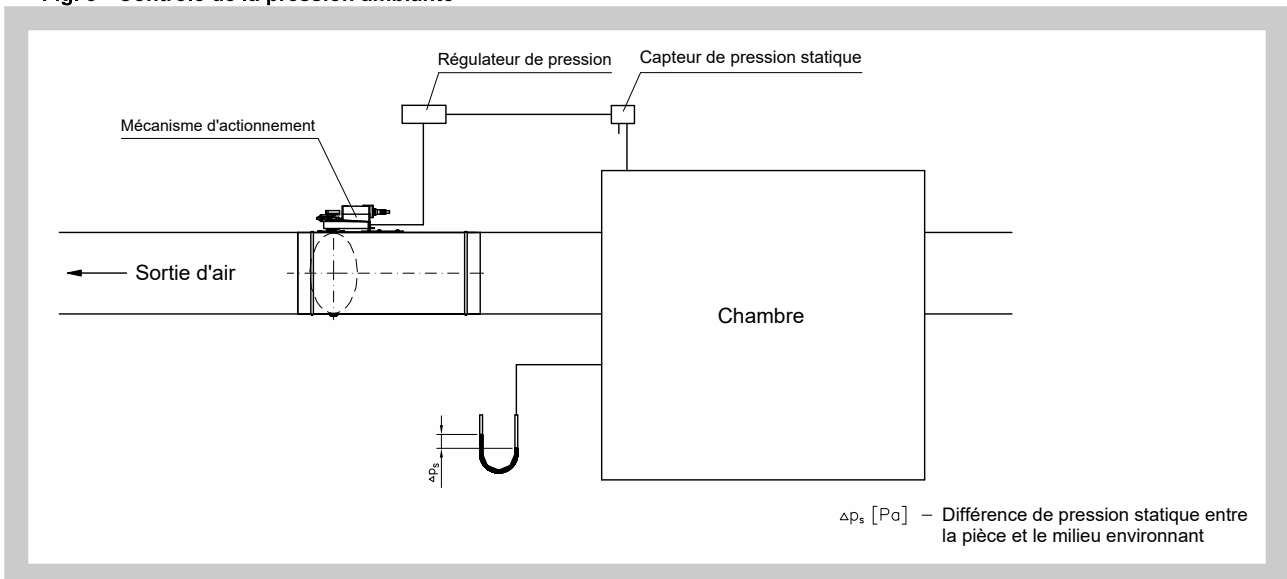 Régulateur de pression
Capteur de pression statique
Mécanisme d'actionnement
Sortie d'air
Chambre
Δps
Δps [Pa] – Différence de pression statique entre
la pièce et le milieu environnant